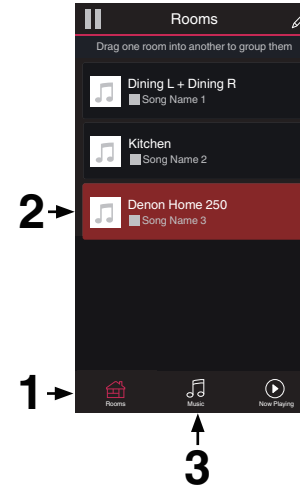 Rooms
Drag one room into another to group them
Dining L + Dining R
Song Name 1
Kitchen
Song Name 2
2
Denon Home 250
Song Name 3
1
Rooms
Music
Now Playing
3